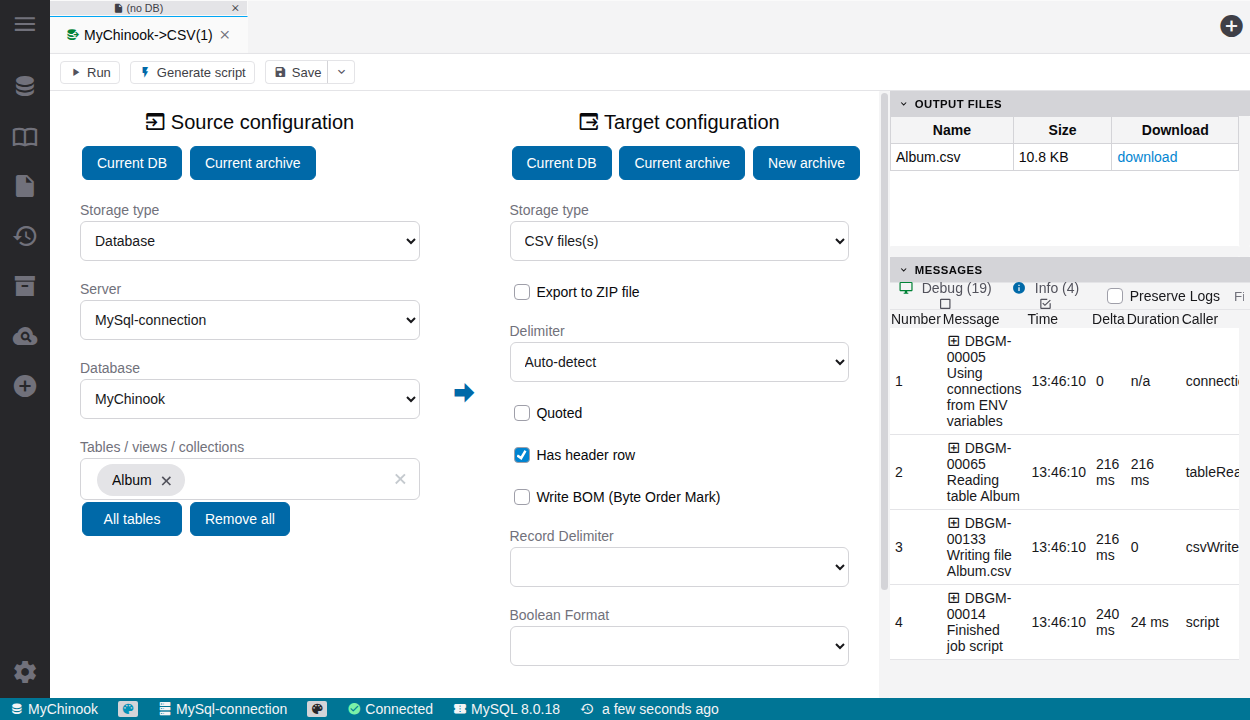 (no DB)
MyChinook->CSV(1)
Run
Generate script
Save
Source configuration
Current DB
Current archive
Storage type
Database
Server
MySql-connection
Database
MyChinook
Tables / views / collections
Album
All tables
Remove all
Target configuration
Current DB
Current archive
New archive
Storage type
CSV files(s)
Export to ZIP file
Delimiter
Auto-detect
Quoted
Has header row
Write BOM (Byte Order Mark)
Record Delimiter
Boolean Format
OUTPUT FILES
Name Size Download
Album.csv 10.8 KB download
MESSAGES
Debug (19) Info (4) Preserve Logs Fi
Number Message Time Delta Duration Caller
1 DBGM-00005 Using connections from ENV variables 13:46:10 0 n/a connectio
2 DBGM-00065 Reading table Album 13:46:10 216 ms 216 ms tableRea
3 DBGM-00133 Writing file Album.csv 13:46:10 216 ms 0 csvWrite
4 DBGM-00014 Finished job script 13:46:10 240 ms 24 ms script
MyChinook MySql-connection Connected MySQL 8.0.18 a few seconds ago